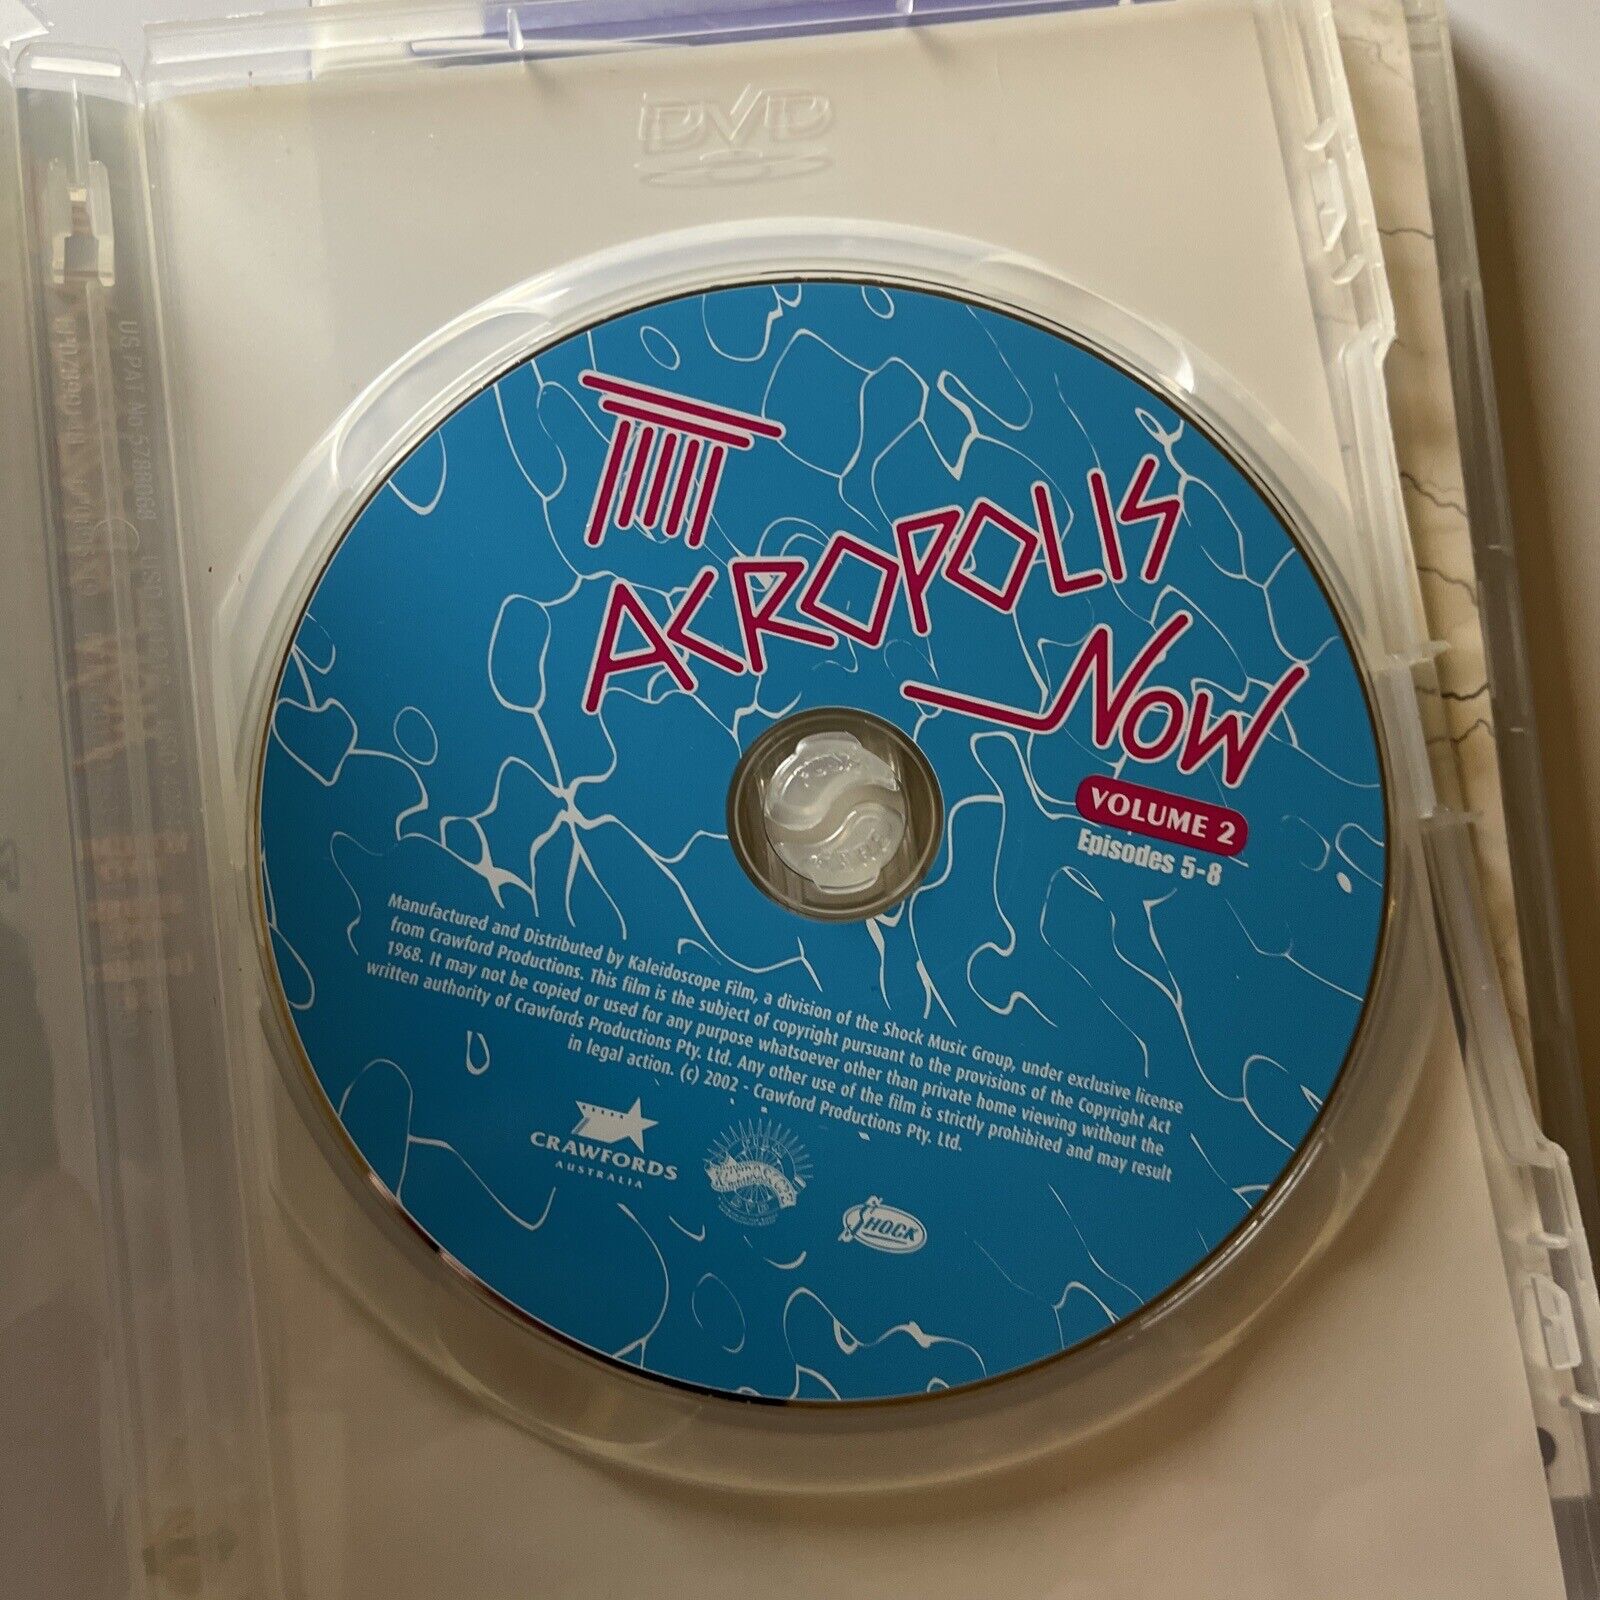 DVD
ACROPOLIS
NOW
VOLUME 2
Episodes 5-8
Manufactured and Distributed by Kaleidoscope Film, a division of the Shock Music Group, under exclusive license
from Crawford Productions. This film is the subject of copyright pursuant to the provisions of the Copyright Act
1968. It may not be copied or used for any purpose whatsoever other than private home viewing without the
written authority of Crawfords Productions Pty. Ltd. Any other use of the film is strictly prohibited and may result
in legal action. (c) 2002 - Crawford Productions Pty. Ltd.
CRAWFORDS
AUSTRALIA
SHOCK
US PAT No 5788068